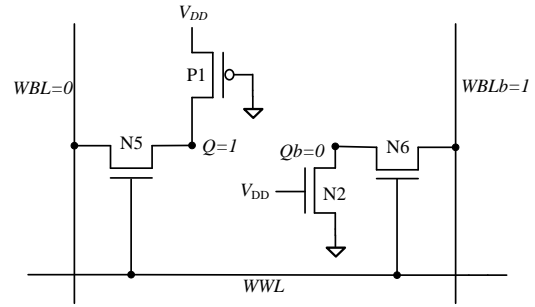 VDD
P1
WBL=0
WBLb=1
N5
Q=1
Qb=0
N6
VDD
N2
WWL